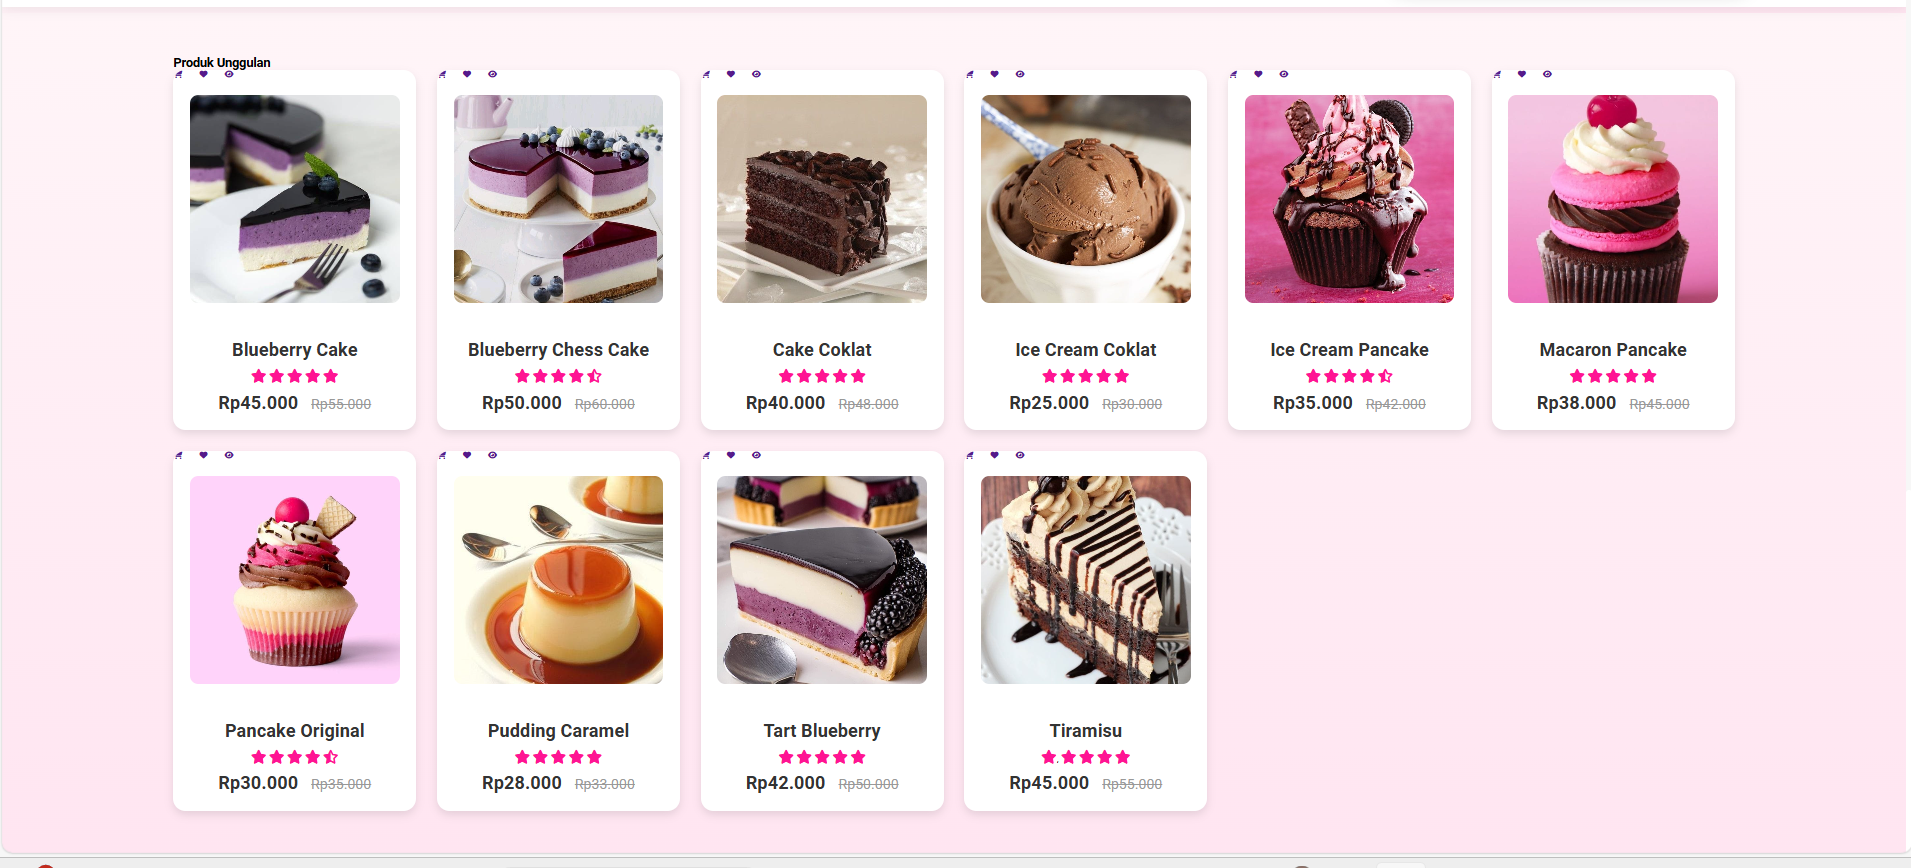 Produk Unggulan
Blueberry Cake
Rp45.000 Rp55.000
Blueberry Chess Cake
Rp50.000 Rp60.000
Cake Coklat
Rp40.000 Rp48.000
Ice Cream Coklat
Rp25.000 Rp30.000
Ice Cream Pancake
Rp35.000 Rp42.000
Macaron Pancake
Rp38.000 Rp45.000
Pancake Original
Rp30.000 Rp35.000
Pudding Caramel
Rp28.000 Rp33.000
Tart Blueberry
Rp42.000 Rp50.000
Tiramisu
Rp45.000 Rp55.000